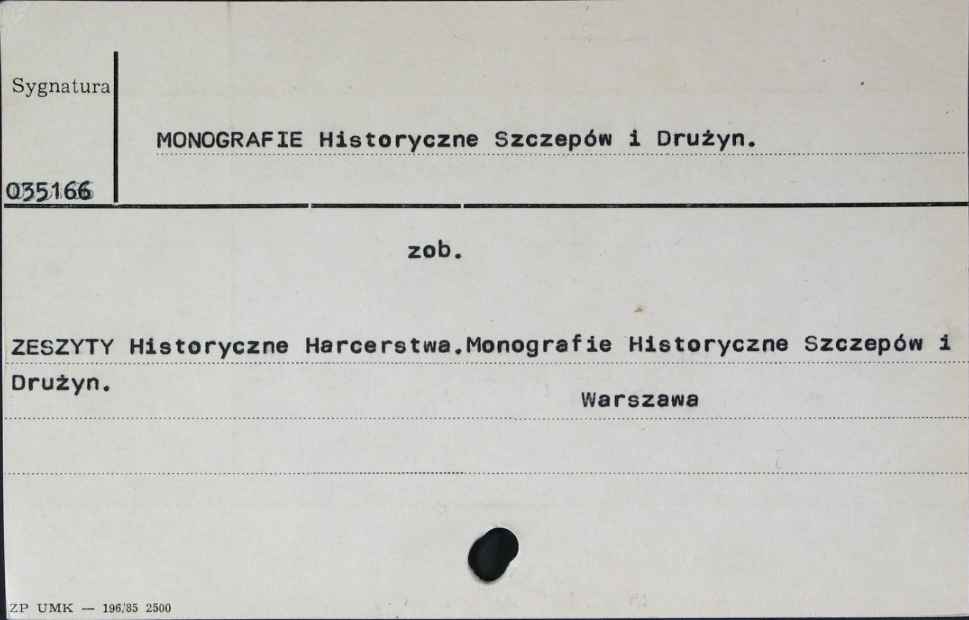 Sygnatura
MONOGRAFIE Historyczne Szczepów i Drużyn.
035166
zob.
ZESZYTY Historyczne Harcerstwa.Monografie Historyczne Szczepów i
Drużyn.
Warszawa
ZP UMK — 196/85 2500